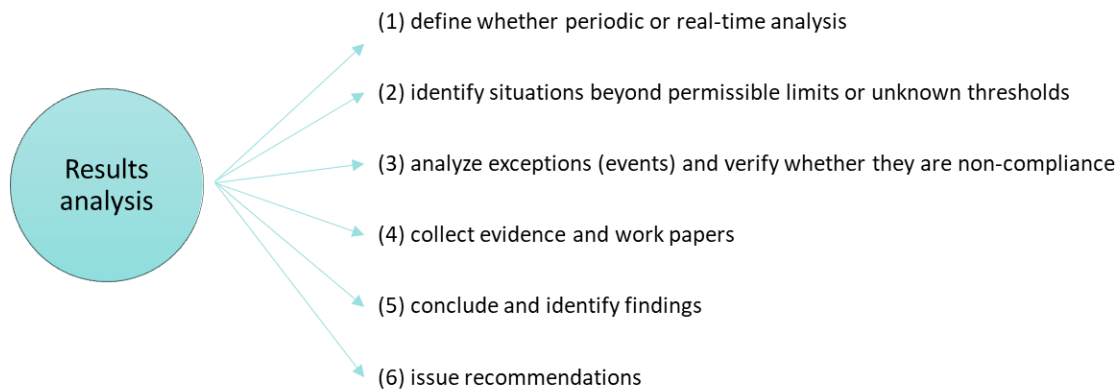 Results
analysis
(1) define whether periodic or real-time analysis
(2) identify situations beyond permissible limits or unknown thresholds
(3) analyze exceptions (events) and verify whether they are non-compliance
(4) collect evidence and work papers
(5) conclude and identify findings
(6) issue recommendations